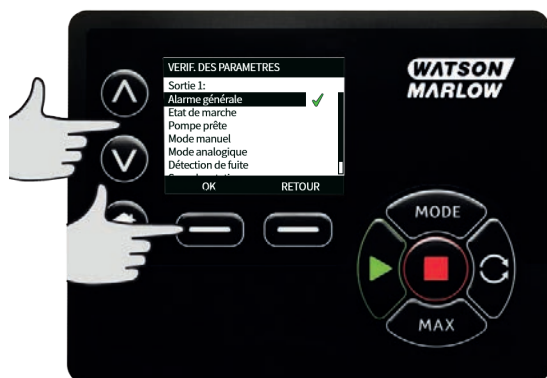 VERIF. DES PARAMETRES
Sortie 1:
Alarme générale
Etat de marche
Pompe prête
Mode manuel
Mode analogique
Détection de fuite
OK RETOUR
WATSON
MARLOW
MODE
MAX